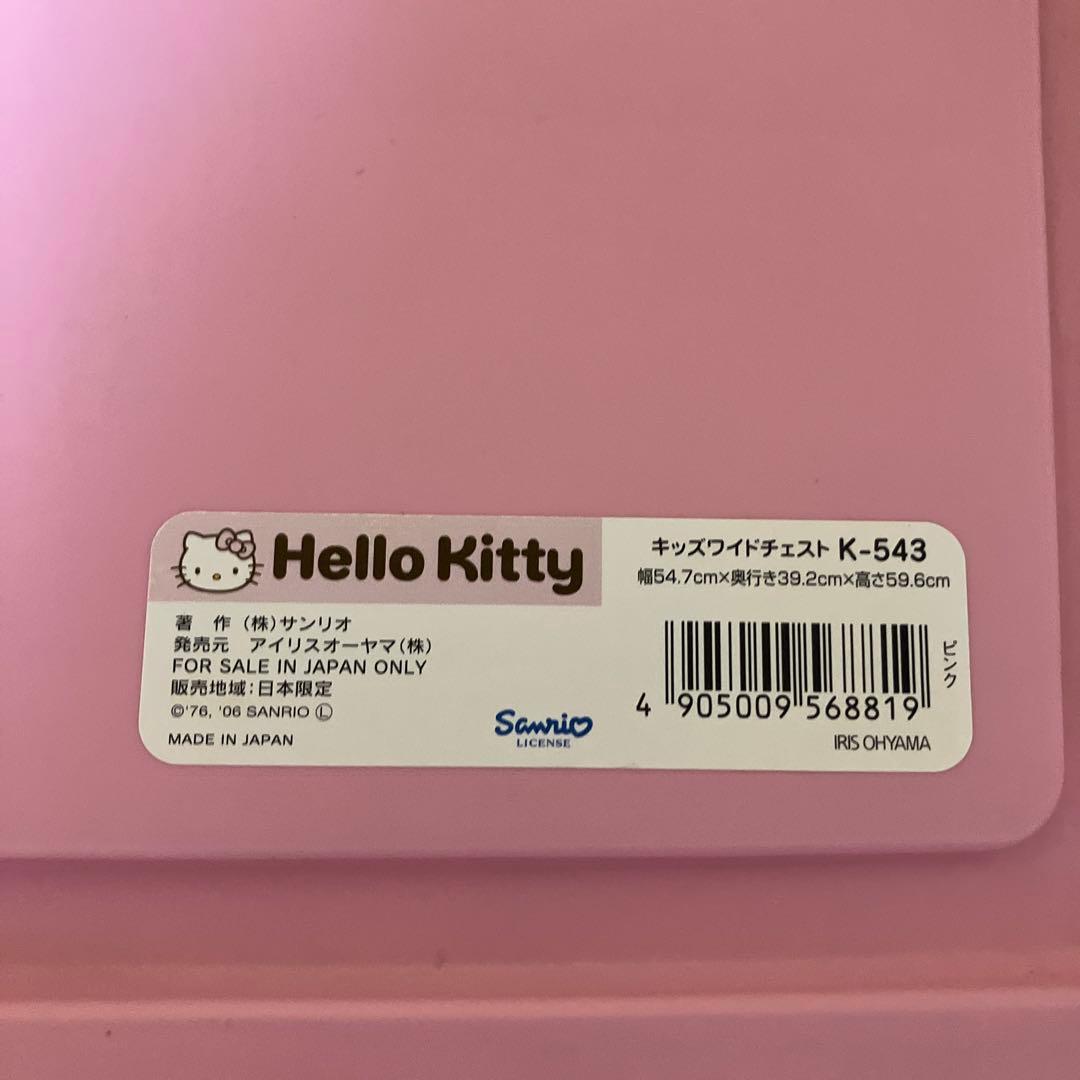 Hello Kitty
著 作 (株)サンリオ
発売元 アイリスオーヤマ(株)
FOR SALE IN JAPAN ONLY
販売地域:日本限定
©'76, '06 SANRIO Ⓛ
MADE IN JAPAN
Sanrio
LICENSE
キッズワイドチェスト K-543
幅54.7cm×奥行き39.2cm×高さ59.6cm
4 905009 568819
ピンク
IRIS OHYAMA